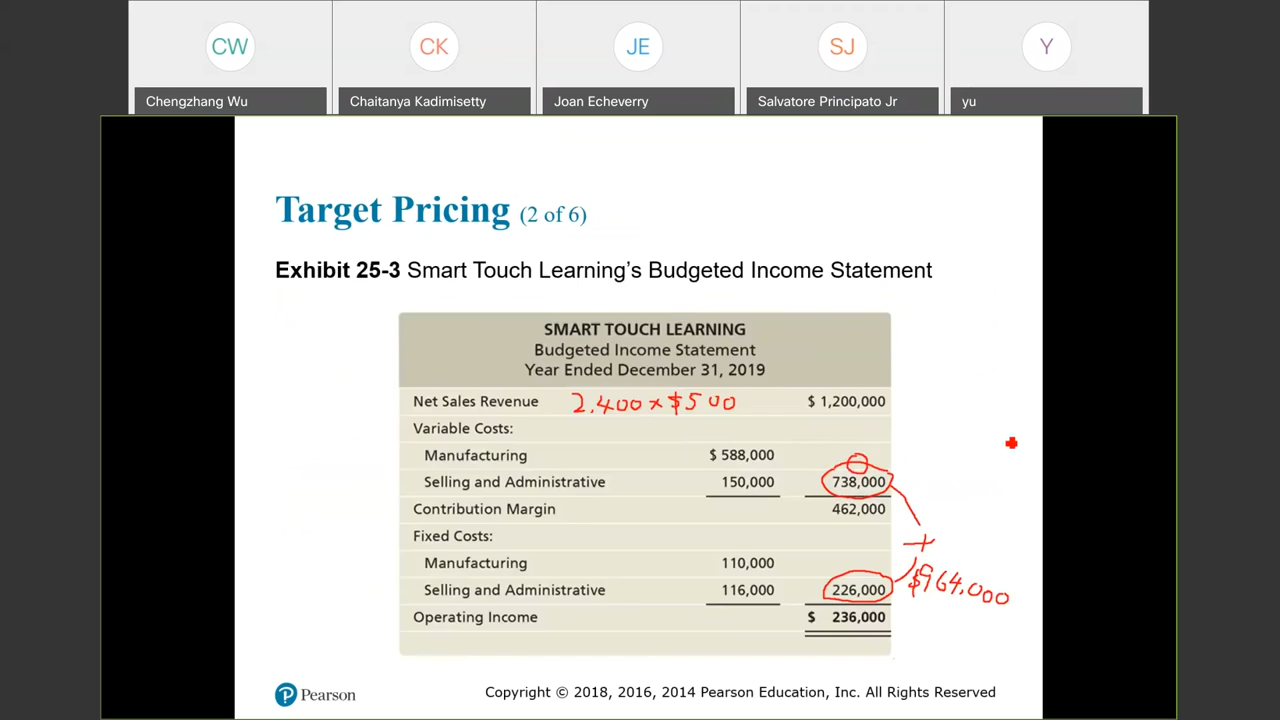 CW CK JE SJ Y
Chengzhang Wu Chaitanya Kadimisetty Joan Echeverry Salvatore Principato Jr yu
Target Pricing (2 of 6)
Exhibit 25-3 Smart Touch Learning’s Budgeted Income Statement
SMART TOUCH LEARNING
Budgeted Income Statement
Year Ended December 31, 2019
Net Sales Revenue 2.400 × $500 $ 1,200,000
Variable Costs:
Manufacturing $ 588,000
Selling and Administrative 150,000 738,000
Contribution Margin 462,000
Fixed Costs:
+
Manufacturing 110,000
Selling and Administrative 116,000 226,000 $964.000
Operating Income $ 236,000
P Pearson Copyright © 2018, 2016, 2014 Pearson Education, Inc. All Rights Reserved